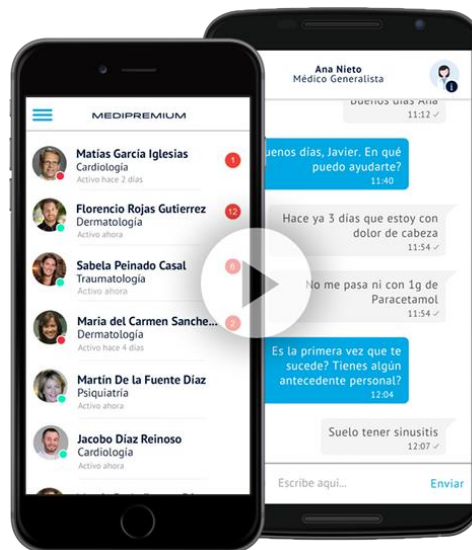 MEDIPREMIUM
Matías García Iglesias
Cardiología
Activo hace 2 días
1
Florencio Rojas Gutierrez
Dermatología
Activo ahora
12
Sabela Peinado Casal
Traumatología
Activo ahora
6
Maria del Carmen Sanche...
Dermatología
Activo hace 4 días
2
Martín De la Fuente Díaz
Psiquiatría
Activo ahora
Jacobo Díaz Reinoso
Cardiología
Activo ahora
Ana Nieto
Médico Generalista
i
Buenos días Ana
11:12
uenos días, Javier. En qué
puedo ayudarte?
11:40
Hace ya 3 días que estoy con
dolor de cabeza
11:54
No me pasa ni con 1g de
Paracetamol
11:54
Es la primera vez que te
sucede? Tienes algún
antecedente personal?
12:04
Suelo tener sinusitis
12:07
Escribe aqui...
Enviar